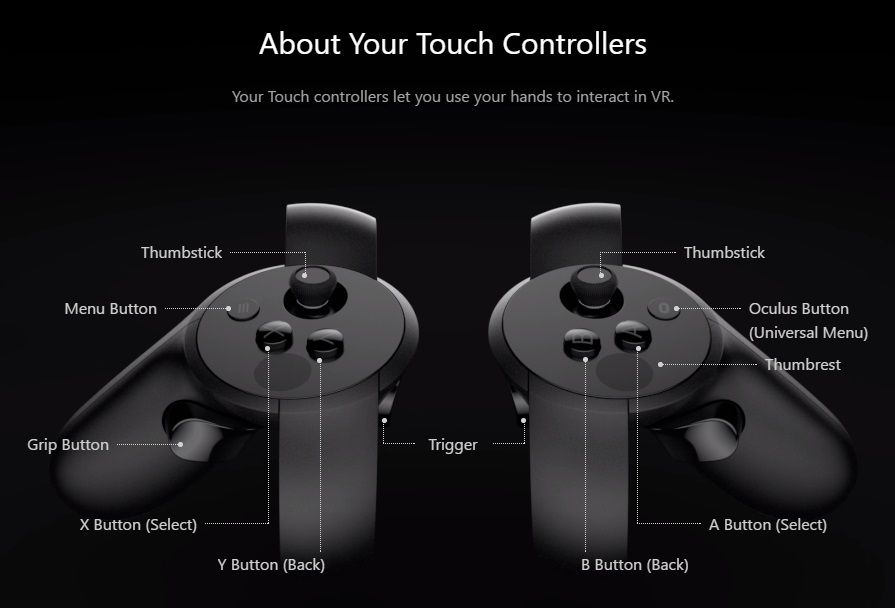 About Your Touch Controllers
Your Touch controllers let you use your hands to interact in VR.
Thumbstick
Thumbstick
Menu Button
Oculus Button
(Universal Menu)
X
Y
B
A
Thumbrest
Grip Button
Trigger
X Button (Select)
A Button (Select)
Y Button (Back)
B Button (Back)